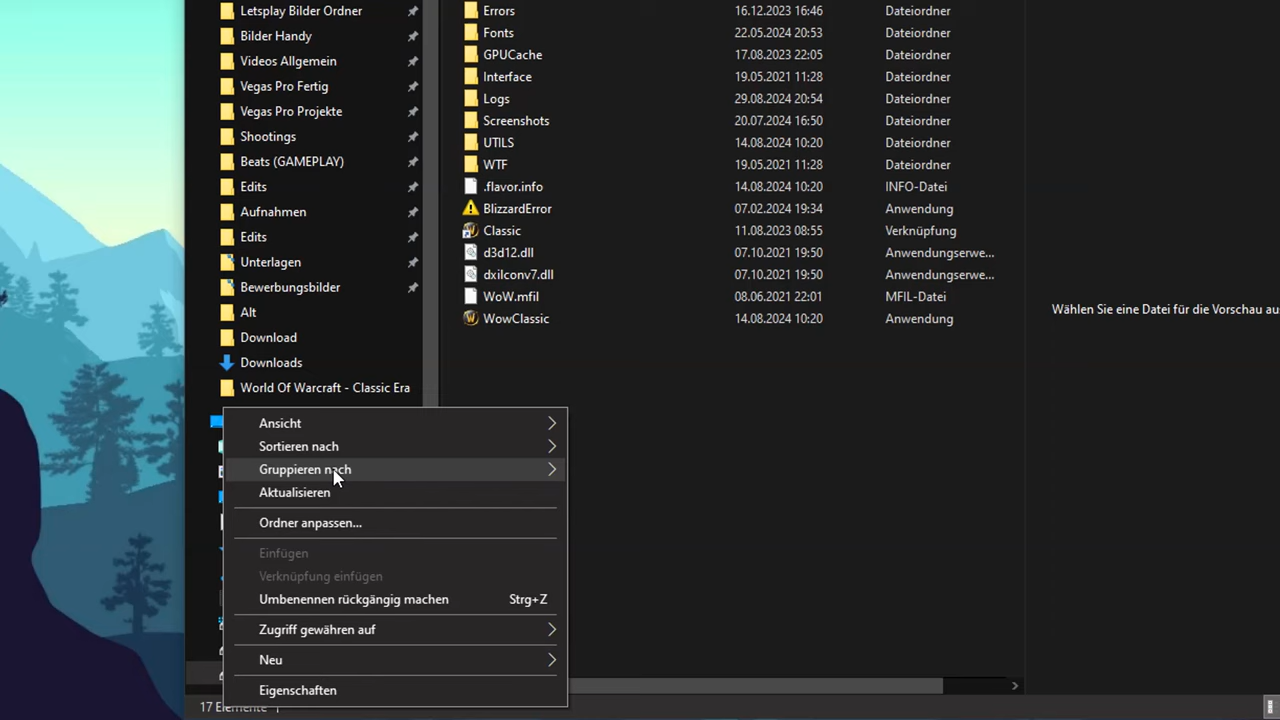 Letsplay Bilder Ordner
Bilder Handy
Videos Allgemein
Vegas Pro Fertig
Vegas Pro Projekte
Shootings
Beats (GAMEPLAY)
Edits
Aufnahmen
Edits
Unterlagen
Bewerbungsbilder
Alt
Download
Downloads
World Of Warcraft - Classic Era
Errors 16.12.2023 16:46 Dateiordner
Fonts 22.05.2024 20:53 Dateiordner
GPUCache 17.08.2023 22:05 Dateiordner
Interface 19.05.2021 11:28 Dateiordner
Logs 29.08.2024 20:54 Dateiordner
Screenshots 20.07.2024 16:50 Dateiordner
UTILS 14.08.2024 10:20 Dateiordner
WTF 19.05.2021 11:28 Dateiordner
.flavor.info 14.08.2024 10:20 INFO-Datei
BlizzardError 07.02.2024 19:34 Anwendung
Classic 11.08.2023 08:55 Verknüpfung
d3d12.dll 07.10.2021 19:50 Anwendungserwe...
dxilconv7.dll 07.10.2021 19:50 Anwendungserwe...
WoW.mfil 08.06.2021 22:01 MFIL-Datei
WowClassic 14.08.2024 10:20 Anwendung
Wählen Sie eine Datei für die Vorschau au
Ansicht
Sortieren nach
Gruppieren nach
Aktualisieren
Ordner anpassen...
Einfügen
Verknüpfung einfügen
Umbenennen rückgängig machen Strg+Z
Zugriff gewähren auf
Neu
Eigenschaften
17 Elemente